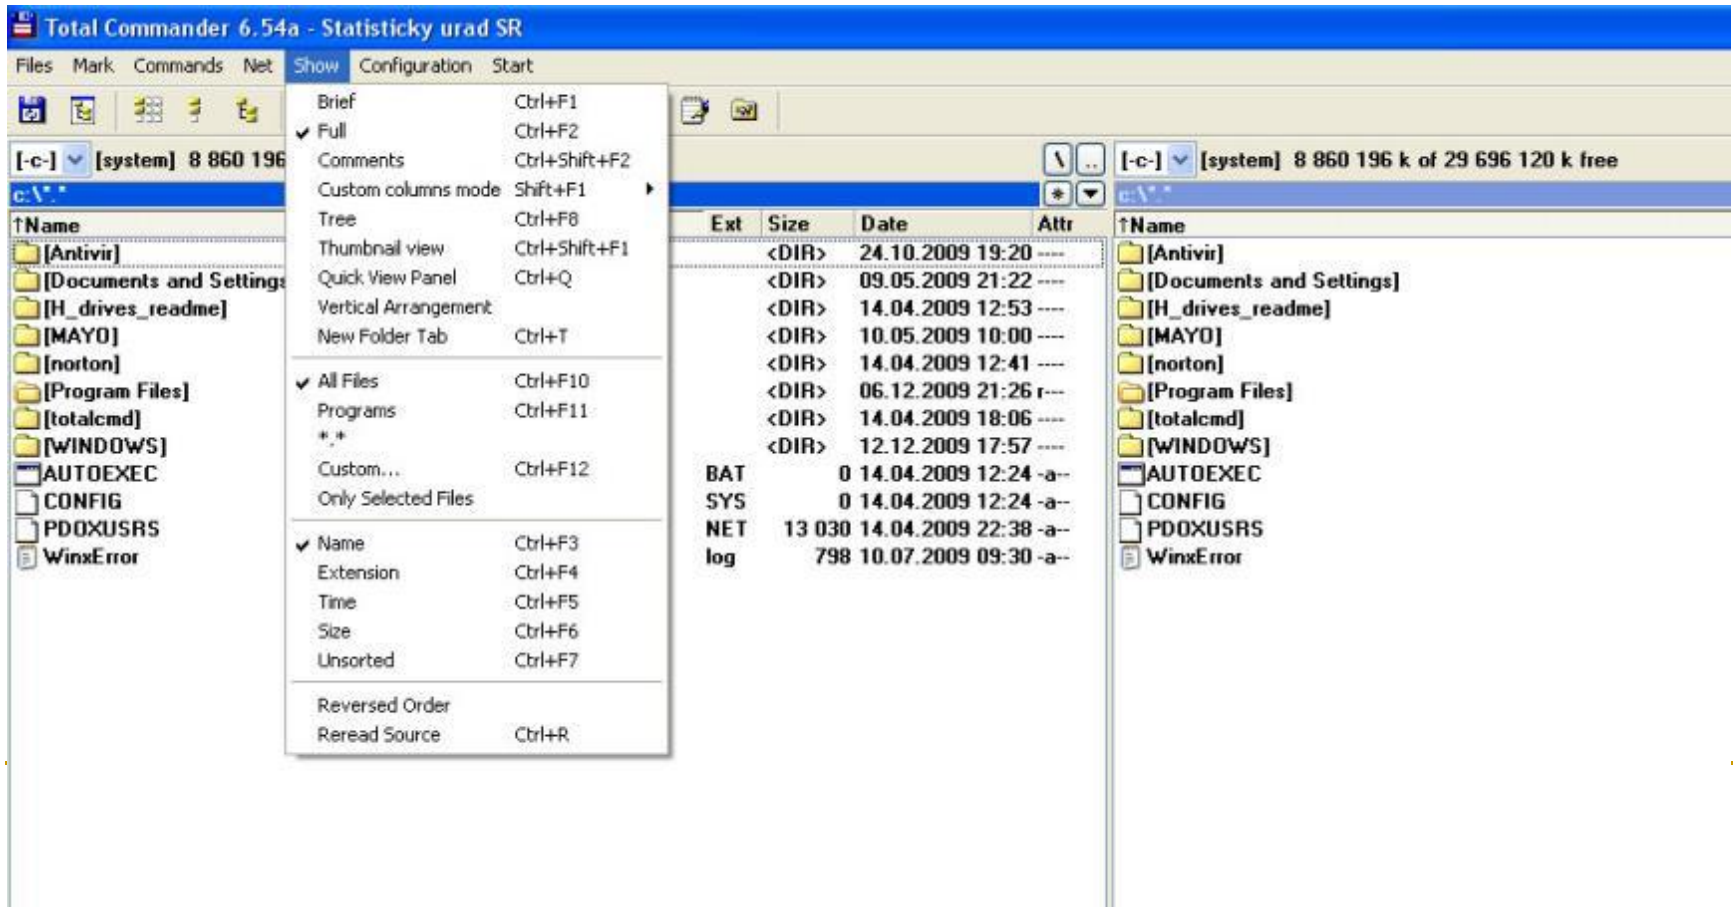 Total Commander 6.54a - Statisticky urad SR
Files Mark Commands Net Show Configuration Start
[-c-] [system] 8 860 196
\ ..
[-c-] [system] 8 860 196 k of 29 696 120 k free
c:\*.*
* 
c:\*.*
↑Name Ext Size Date Attr
[Antivir] <DIR> 24.10.2009 19:20 ----
[Documents and Settings <DIR> 09.05.2009 21:22 ----
[H_drives_readme] <DIR> 14.04.2009 12:53 ----
[MAYO] <DIR> 10.05.2009 10:00 ----
[norton] <DIR> 14.04.2009 12:41 ----
[Program Files] <DIR> 06.12.2009 21:26 r---
[totalcmd] <DIR> 14.04.2009 18:06 ----
[WINDOWS] <DIR> 12.12.2009 17:57 ----
AUTOEXEC BAT 0 14.04.2009 12:24 -a--
CONFIG SYS 0 14.04.2009 12:24 -a--
PDOXUSRS NET 13 030 14.04.2009 22:38 -a--
WinxError log 798 10.07.2009 09:30 -a--
Brief Ctrl+F1
Full Ctrl+F2
Comments Ctrl+Shift+F2
Custom columns mode Shift+F1
Tree Ctrl+F8
Thumbnail view Ctrl+Shift+F1
Quick View Panel Ctrl+Q
Vertical Arrangement
New Folder Tab Ctrl+T
All Files Ctrl+F10
Programs Ctrl+F11
*.*
Custom... Ctrl+F12
Only Selected Files
Name Ctrl+F3
Extension Ctrl+F4
Time Ctrl+F5
Size Ctrl+F6
Unsorted Ctrl+F7
Reversed Order
Reread Source Ctrl+R
↑Name
[Antivir]
[Documents and Settings]
[H_drives_readme]
[MAYO]
[norton]
[Program Files]
[totalcmd]
[WINDOWS]
AUTOEXEC
CONFIG
PDOXUSRS
WinxError